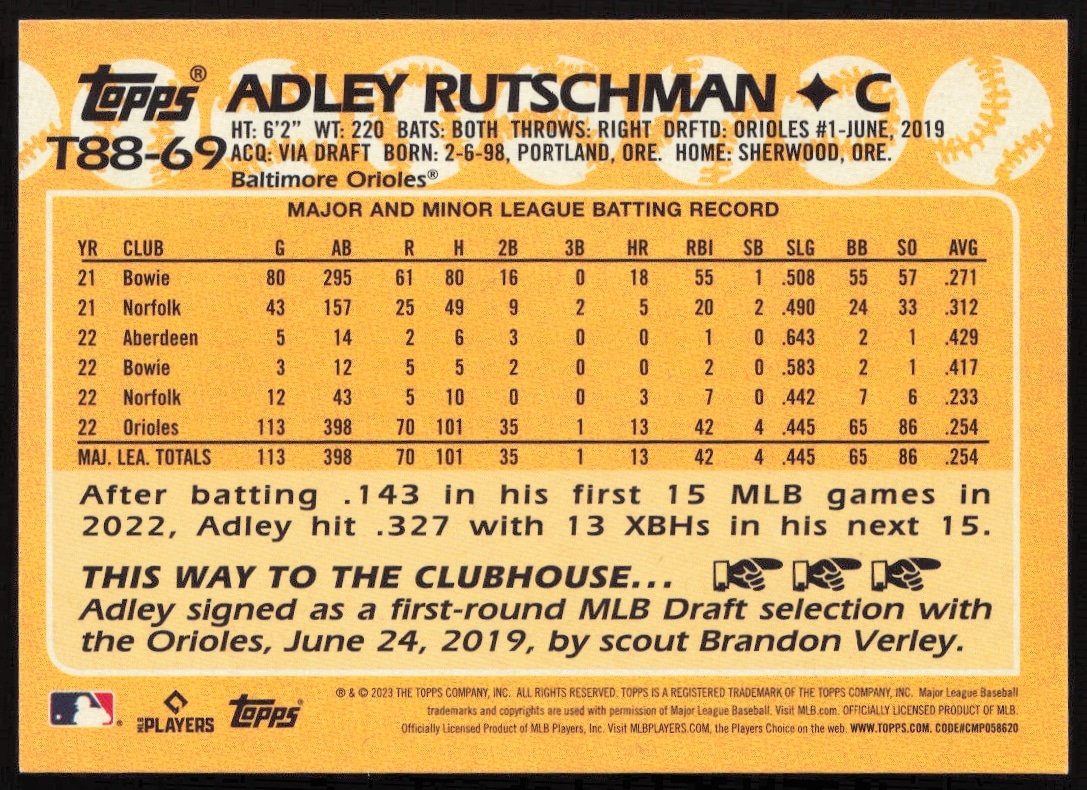 Topps® ADLEY RUTSCHMAN ✦ C
T88-69
HT: 6'2" WT: 220 BATS: BOTH THROWS: RIGHT DRFTD: ORIOLES #1-JUNE, 2019
ACQ: VIA DRAFT BORN: 2-6-98, PORTLAND, ORE. HOME: SHERWOOD, ORE.
Baltimore Orioles®
MAJOR AND MINOR LEAGUE BATTING RECORD
YR CLUB G AB R H 2B 3B HR RBI SB SLG BB SO AVG
21 Bowie 80 295 61 80 16 0 18 55 1 .508 55 57 .271
21 Norfolk 43 157 25 49 9 2 5 20 2 .490 24 33 .312
22 Aberdeen 5 14 2 6 3 0 0 1 0 .643 2 1 .429
22 Bowie 3 12 5 5 2 0 0 2 0 .583 2 1 .417
22 Norfolk 12 43 5 10 0 0 3 7 0 .442 7 6 .233
22 Orioles 113 398 70 101 35 1 13 42 4 .445 65 86 .254
MAJ. LEA. TOTALS 113 398 70 101 35 1 13 42 4 .445 65 86 .254
After batting .143 in his first 15 MLB games in
2022, Adley hit .327 with 13 XBHs in his next 15.
THIS WAY TO THE CLUBHOUSE...
Adley signed as a first-round MLB Draft selection with
the Orioles, June 24, 2019, by scout Brandon Verley.
MLB PLAYERS
Topps®
® & © 2023 THE TOPPS COMPANY, INC. ALL RIGHTS RESERVED. TOPPS IS A REGISTERED TRADEMARK OF THE TOPPS COMPANY, INC. Major League Baseball
trademarks and copyrights are used with permission of Major League Baseball. Visit MLB.com. OFFICIALLY LICENSED PRODUCT OF MLB.
Officially Licensed Product of MLB Players, Inc. Visit MLBPLAYERS.COM, the Players Choice on the web. WWW.TOPPS.COM. CODE#CMP058620